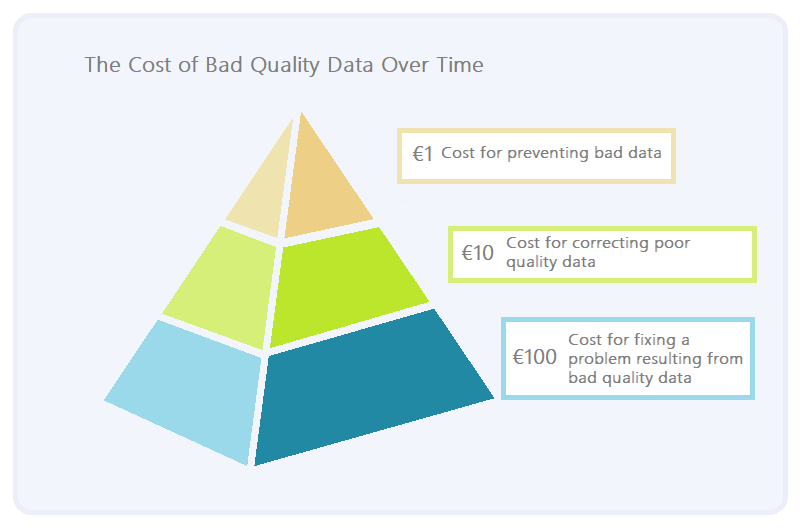 The Cost of Bad Quality Data Over Time
€1 Cost for preventing bad data
€10 Cost for correcting poor
quality data
€100 Cost for fixing a
problem resulting from
bad quality data